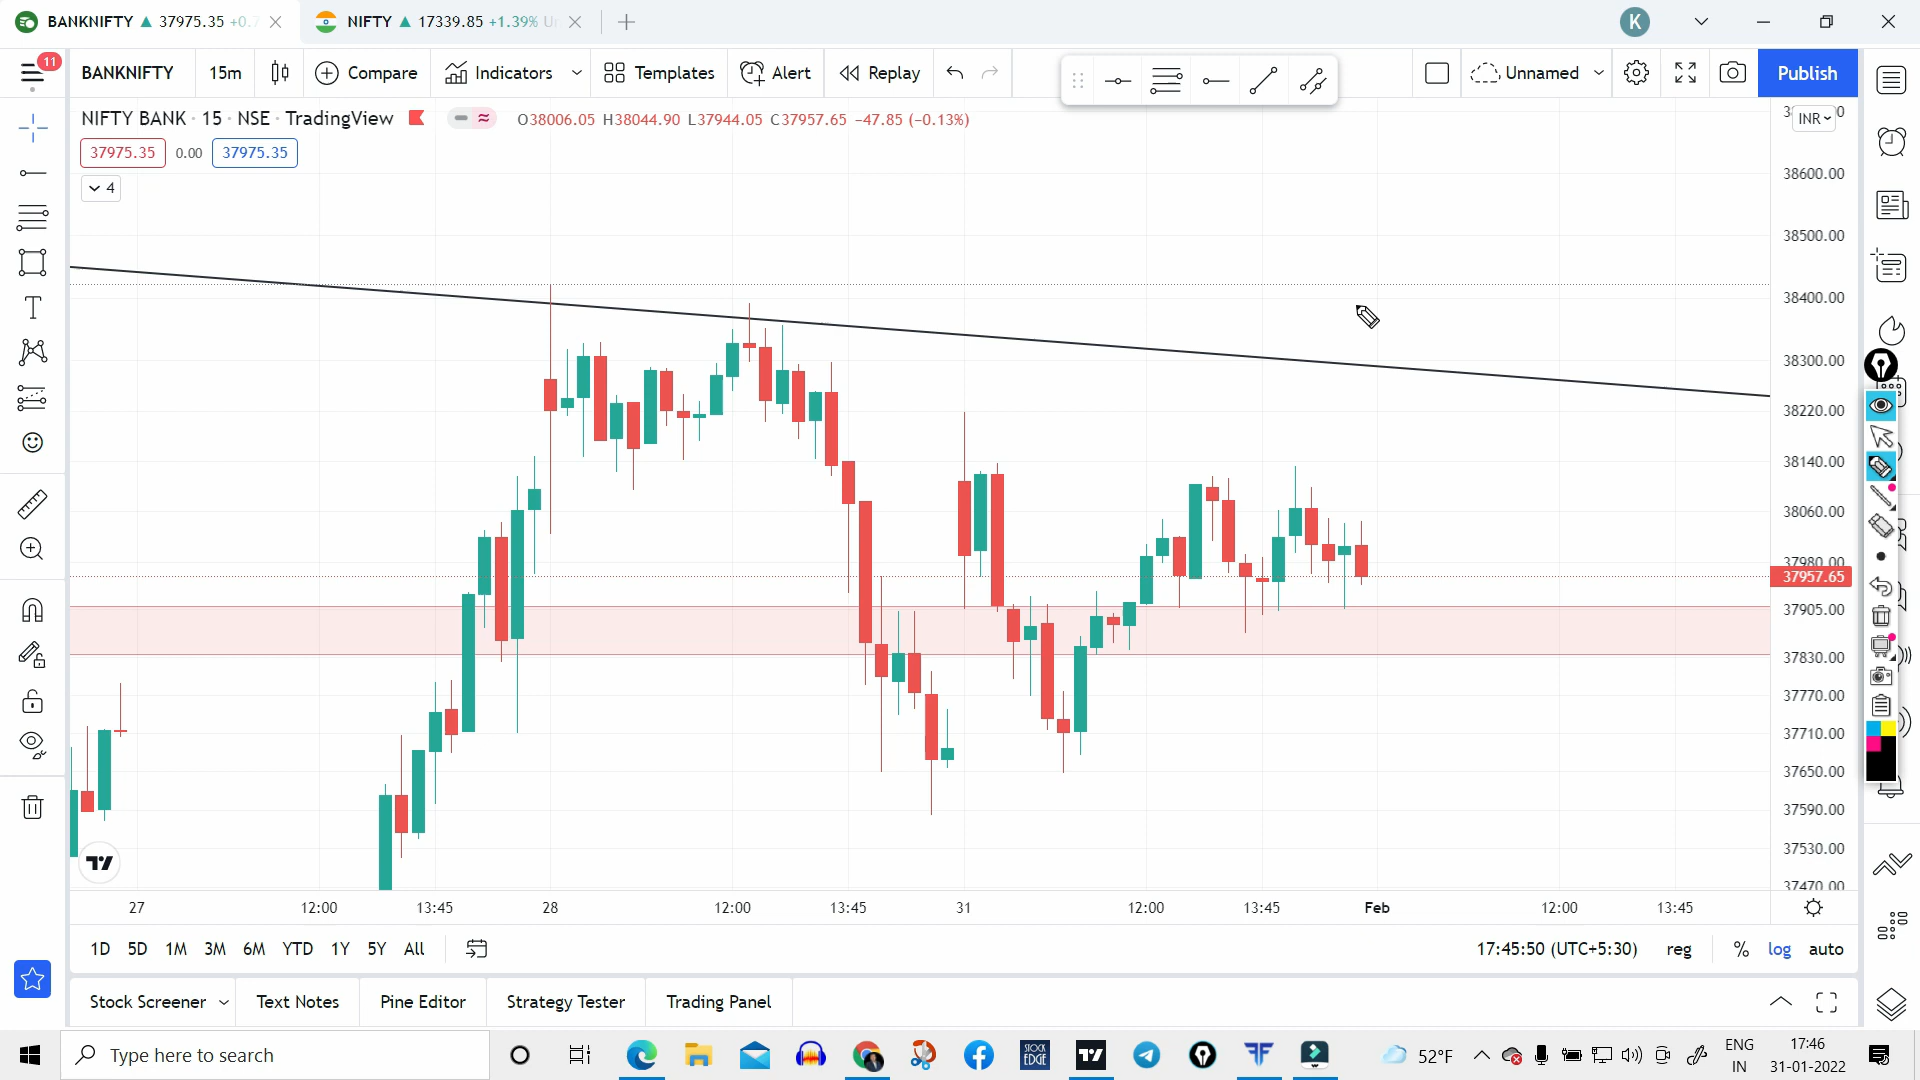 BANKNIFTY ▲ 37975.35 +0.7
NIFTY ▲ 17339.85 +1.39%
K
11
BANKNIFTY
15m
Compare
Indicators
Templates
Alert
Replay
Unnamed
Publish
NIFTY BANK · 15 · NSE · TradingView
O38006.05 H38044.90 L37944.05 C37957.65 −47.85 (−0.13%)
INR
37975.35 0.00 37975.35
4
38600.00
38500.00
38400.00
38300.00
38220.00
38140.00
38060.00
37980.00
37957.65
37905.00
37830.00
37770.00
37710.00
37650.00
37590.00
37530.00
37470.00
27 12:00 13:45 28 12:00 13:45 31 12:00 13:45 Feb 12:00 13:45
1D 5D 1M 3M 6M YTD 1Y 5Y All
17:45:50 (UTC+5:30) reg % log auto
Stock Screener
Text Notes
Pine Editor
Strategy Tester
Trading Panel
Type here to search
STOCK EDGE
52°F
ENG
IN
17:46
31-01-2022